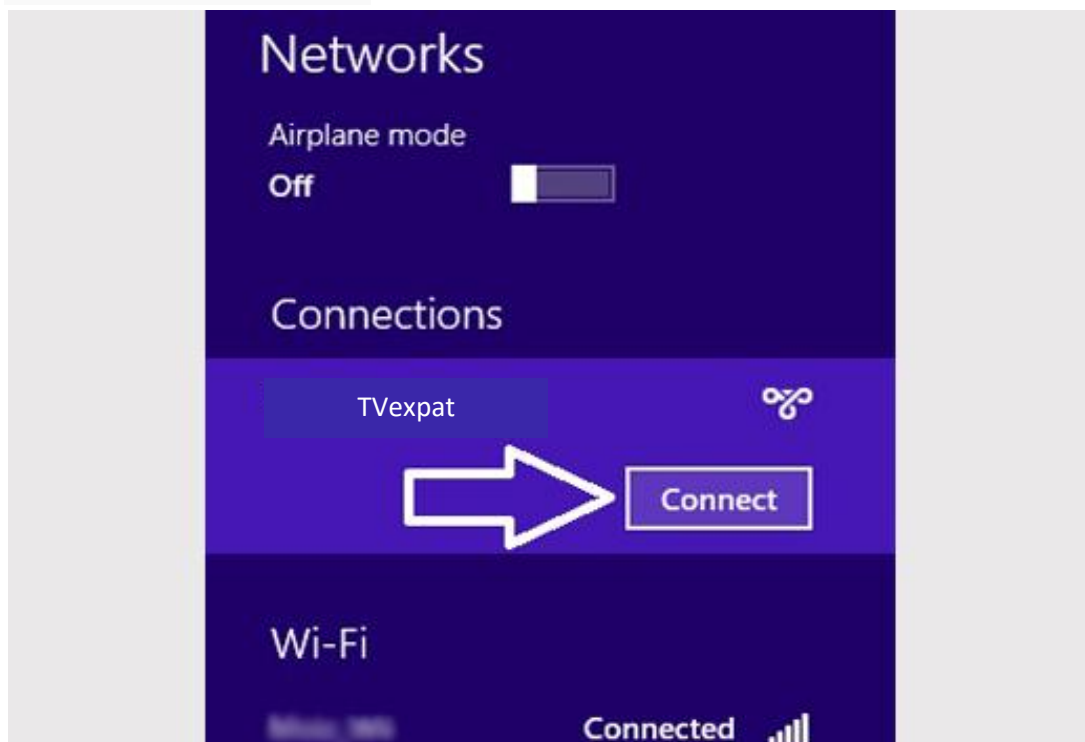 Networks
Airplane mode
Off
Connections
TVexpat
Connect
Wi-Fi
Connected